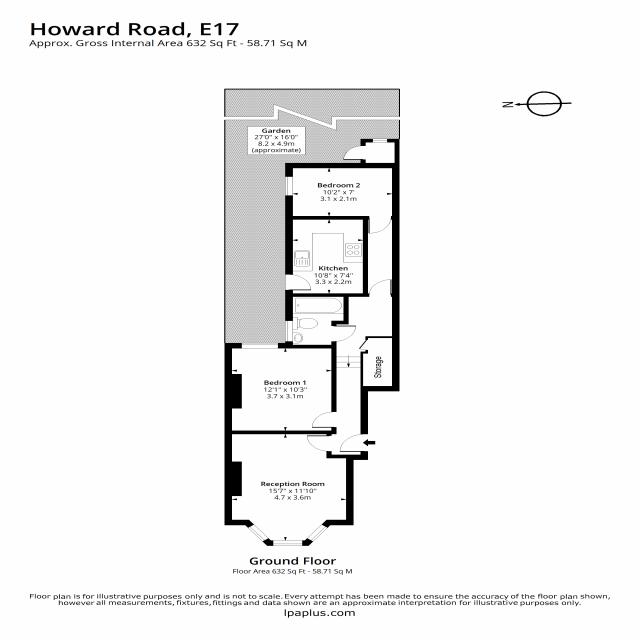 Howard Road, E17
Approx. Gross Internal Area 632 Sq Ft - 58.71 Sq M
N
Garden
27'0" x 16'0"
8.2 x 4.9m
(approximate)
Bedroom 2
10'2" x 7'
3.1 x 2.1m
Kitchen
10'8" x 7'4"
3.3 x 2.2m
Storage
Bedroom 1
12'1" x 10'3"
3.7 x 3.1m
Reception Room
15'7" x 11'10"
4.7 x 3.6m
Ground Floor
Floor Area 632 Sq Ft - 58.71 Sq M
Floor plan is for illustrative purposes only and is not to scale. Every attempt has been made to ensure the accuracy of the floor plan shown,
however all measurements, fixtures, fittings and data shown are an approximate interpretation for illustrative purposes only.
lpaplus.com